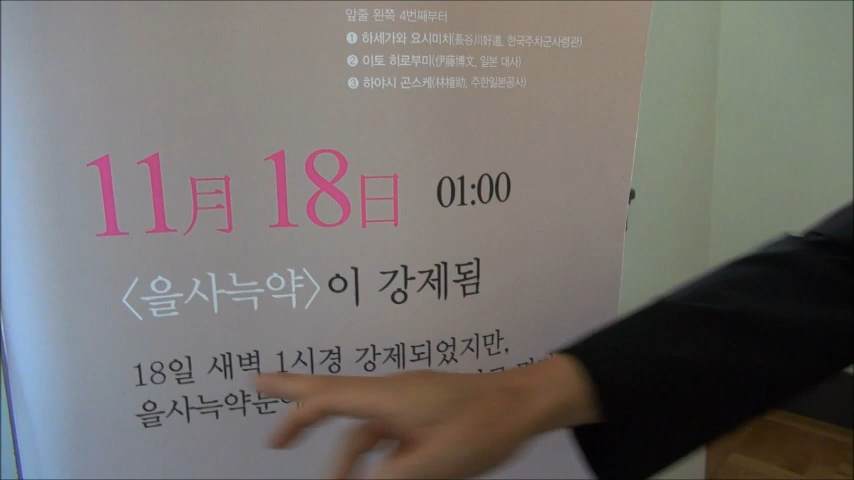 앞줄 왼쪽 4번째부터
❶ 하세가와 요시미치(長谷川好道, 한국주차군사령관)
❷ 이토 히로부미(伊藤博文, 일본 대사)
❸ 하야시 곤스케(林権助, 주한일본공사)
11月 18日 01:00
<을사늑약>이 강제됨
18일 새벽 1시경 강제되었지만,
을사늑약문